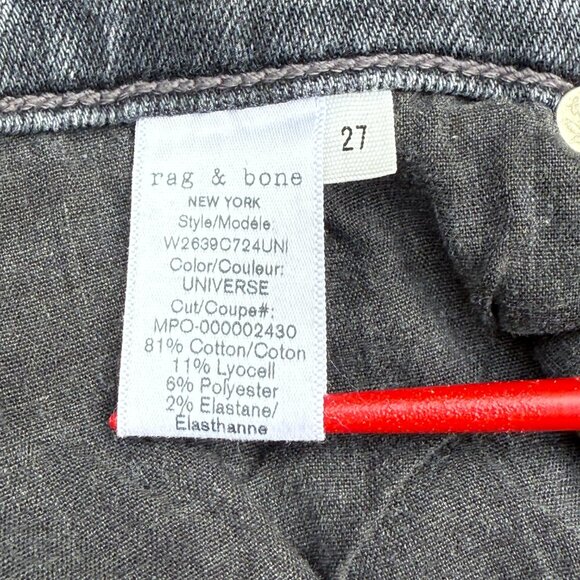 27
rag & bone
NEW YORK
Style/Modéle:
W2639C724UNI
Color/Couleur:
UNIVERSE
Cut/Coupe#:
MPO-000002430
81% Cotton/Coton
11% Lyocell
6% Polyester
2% Elastane/
Élasthanne